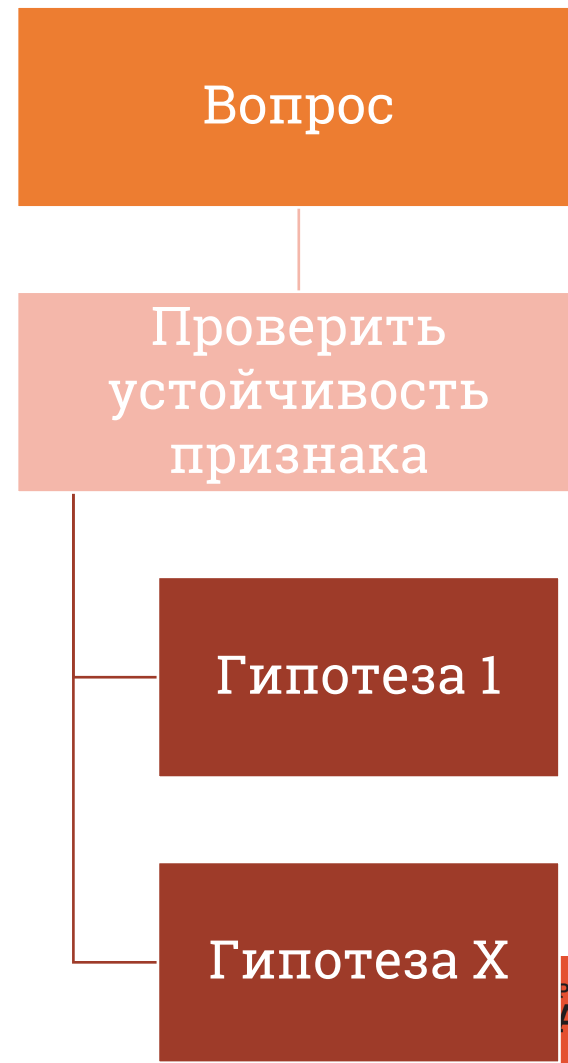 Вопрос
Проверить
устойчивость
признака
Гипотеза 1
Гипотеза X